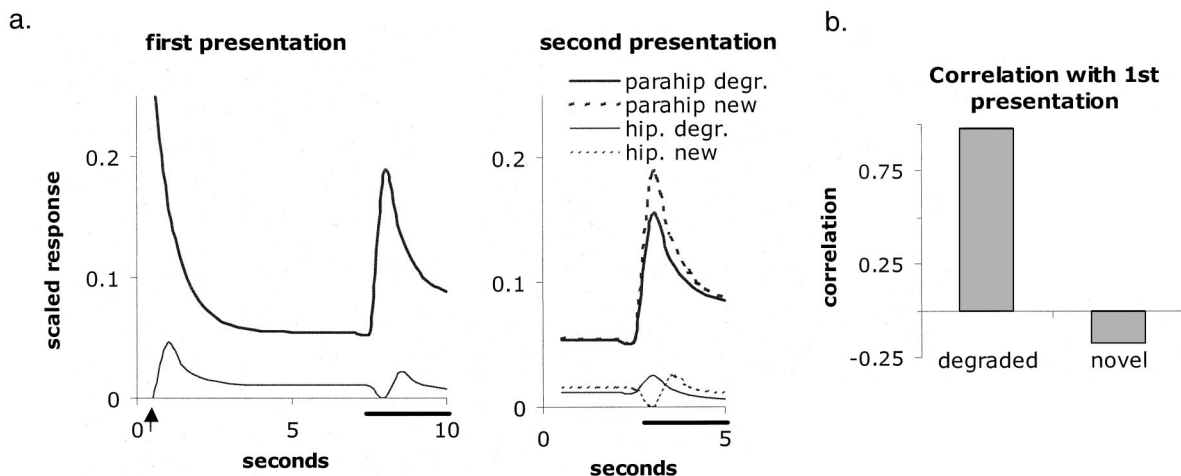 a.
first presentation
scaled response
0.2
0.1
0
0
5
10
seconds
second presentation
parahip degr.
parahip new
hip. degr.
hip. new
0.2
0.1
0
0
5
seconds
b.
Correlation with 1st
presentation
correlation
0.75
0.25
-0.25
degraded
novel